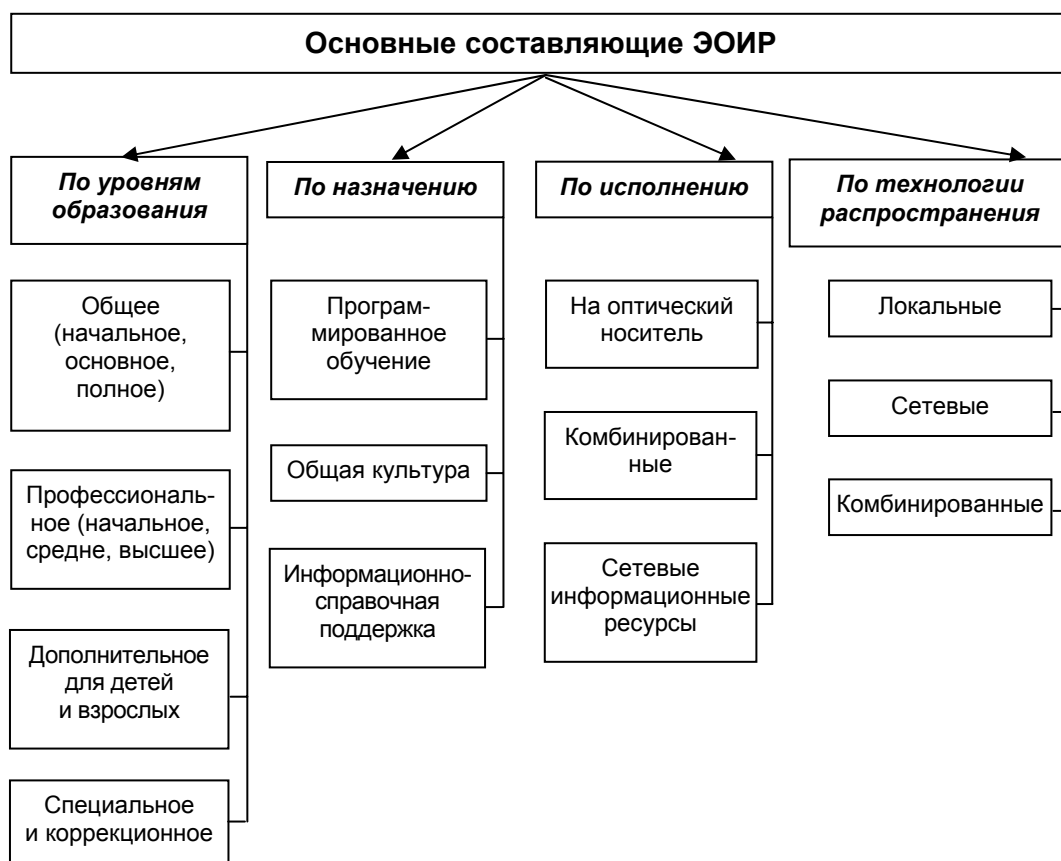 Основные составляющие ЭОИР
По уровням
образования
Общее
(начальное,
основное,
полное)
Профессиональ-
ное (начальное,
средне, высшее)
Дополнительное
для детей
и взрослых
Специальное
и коррекционное
По назначению
Програм-
мированное
обучение
Общая культура
Информационно-
справочная
поддержка
По исполнению
На оптический
носитель
Комбинирован-
ные
Сетевые
информационные
ресурсы
По технологии
распространения
Локальные
Сетевые
Комбинированные